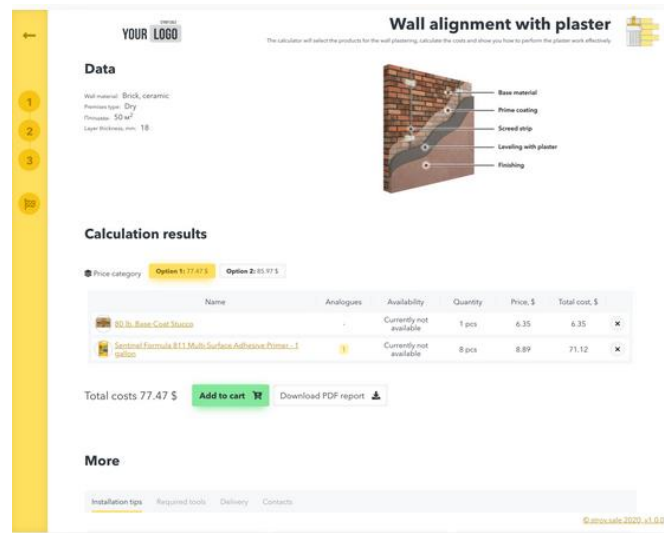 YOUR LOGO
Wall alignment with plaster
The calculator will select the products for the wall plastering, calculate the costs and show you how to perform the plaster work effectively
Data
Wall material: Brick, ceramic
Premises type: Dry
Площадь: 50 м²
Layer thickness, mm: 18
Base material
Prime coating
Screed strip
Leveling with plaster
Finishing
1
2
3
Calculation results
Price category Option 1: 77.47 $ Option 2: 85.97 $
Name Analogues Availability Quantity Price, $ Total cost, $
80 lb. Base Coat Stucco - Currently not available 1 pcs 6.35 6.35
Sentinel Formula 811 Multi-Surface Adhesive Primer - 1 gallon 1 Currently not available 8 pcs 8.89 71.12
Total costs 77.47 $ Add to cart Download PDF report
More
Installation tips Required tools Delivery Contacts
© stroy.sale 2020, v1.0.0